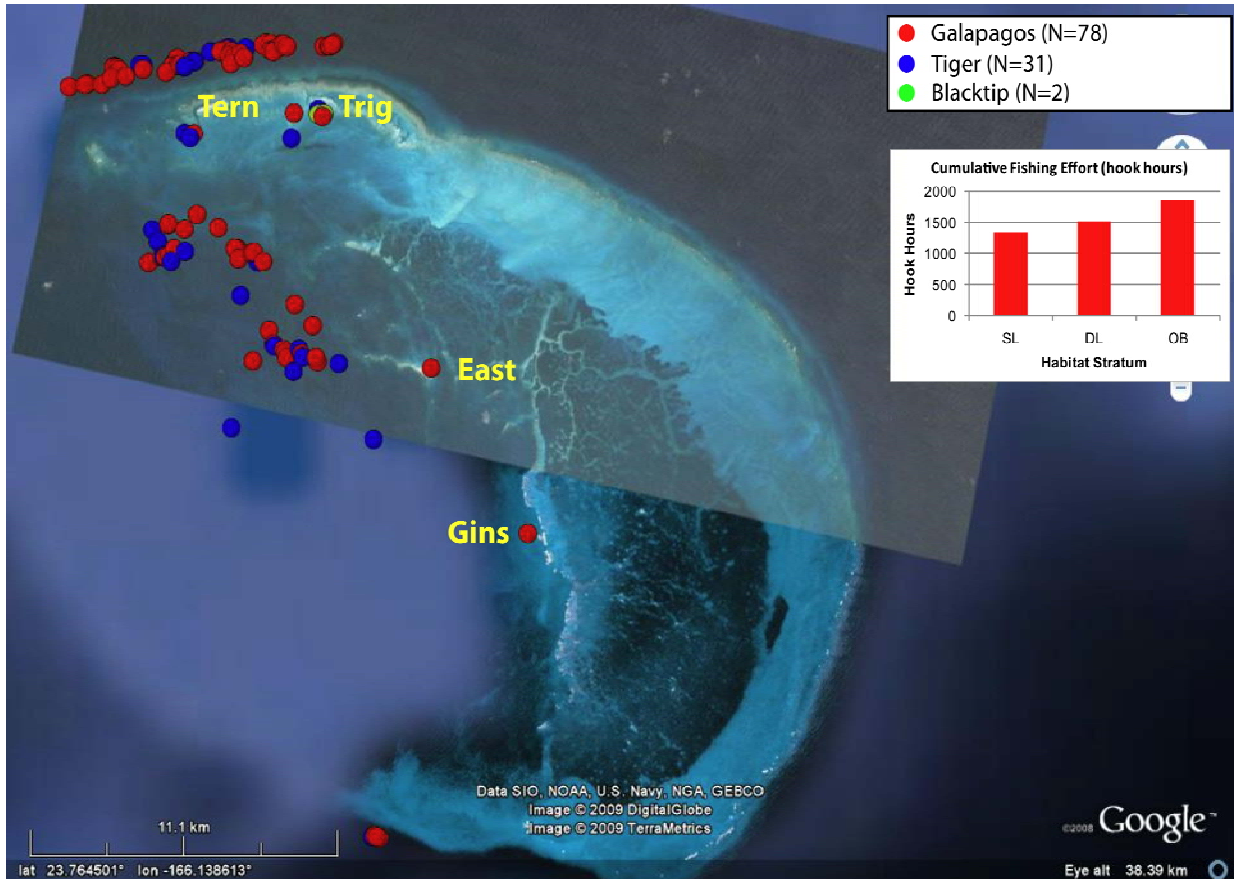 Galapagos (N=78)
Tiger (N=31)
Blacktip (N=2)
Tern
Trig
Cumulative Fishing Effort (hook hours)
2000
1500
1000
500
0
Hook Hours
SL DL OB
Habitat Stratum
East
Gins
Data SIO, NOAA, U.S. Navy, NGA, GEBCO
Image © 2009 DigitalGlobe
Image © 2009 TerraMetrics
11.1 km
©2008 Google™
lat 23.764501° lon -166.138613°
Eye alt 38.39 km